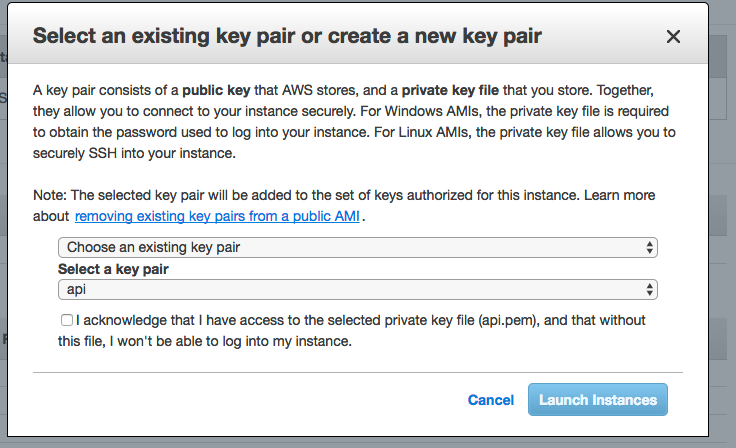 Select an existing key pair or create a new key pair
A key pair consists of a public key that AWS stores, and a private key file that you store. Together,
they allow you to connect to your instance securely. For Windows AMIs, the private key file is required
to obtain the password used to log into your instance. For Linux AMIs, the private key file allows you to
securely SSH into your instance.
Note: The selected key pair will be added to the set of keys authorized for this instance. Learn more
about removing existing key pairs from a public AMI .
Choose an existing key pair
Select a key pair
api
I acknowledge that I have access to the selected private key file (api.pem), and that without
this file, I won't be able to log into my instance.
Cancel
Launch Instances